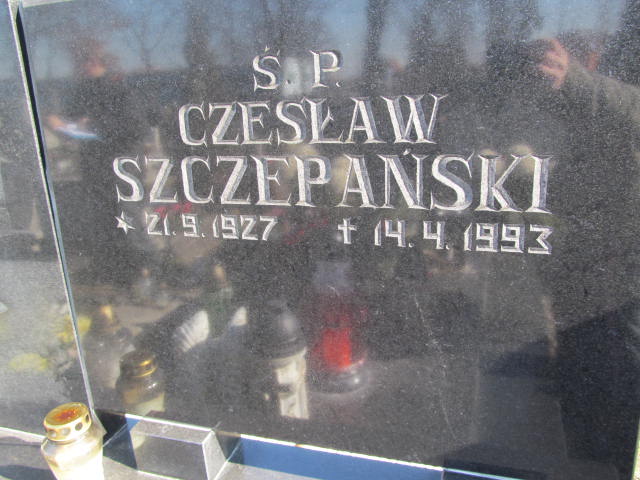 Ś. P.
CZESŁAW
SZCZEPAŃSKI
* 21.9.1927 † 14.4.1993